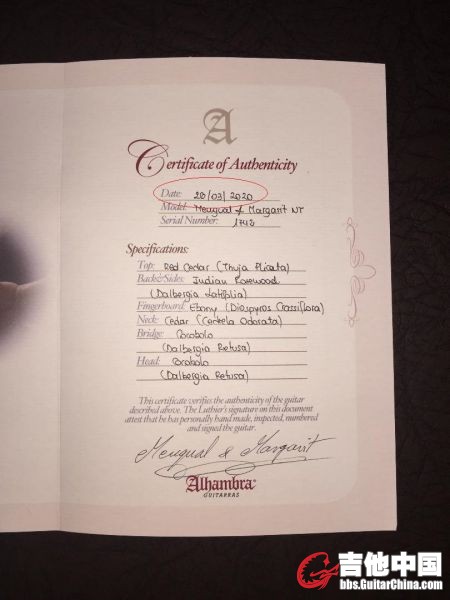 A
Certificate of Authenticity
Date: 28/03/2020
Model: Mengual & Margarit NT
Serial Number: 1743
Specifications:
Top: Red Cedar (Thuja Plicata)
Back&Sides: Indian Rosewood
(Dalbergia Latifolia)
Fingerboard: Ebony (Diospyros Crassiflora)
Neck: Cedar (Cedrela Odorata)
Bridge: Cocobolo
(Dalbergia Retusa)
Head: Cocobolo
(Dalbergia Retusa)
This certificate verifies the authenticity of the guitar
described above. The Luthier's signature on this document
attest that he has personally hand made, inspected, numbered
and signed the guitar.
Mengual & Margarit
Alhambra
GUITARRAS
吉他中国
bbs.GuitarChina.com